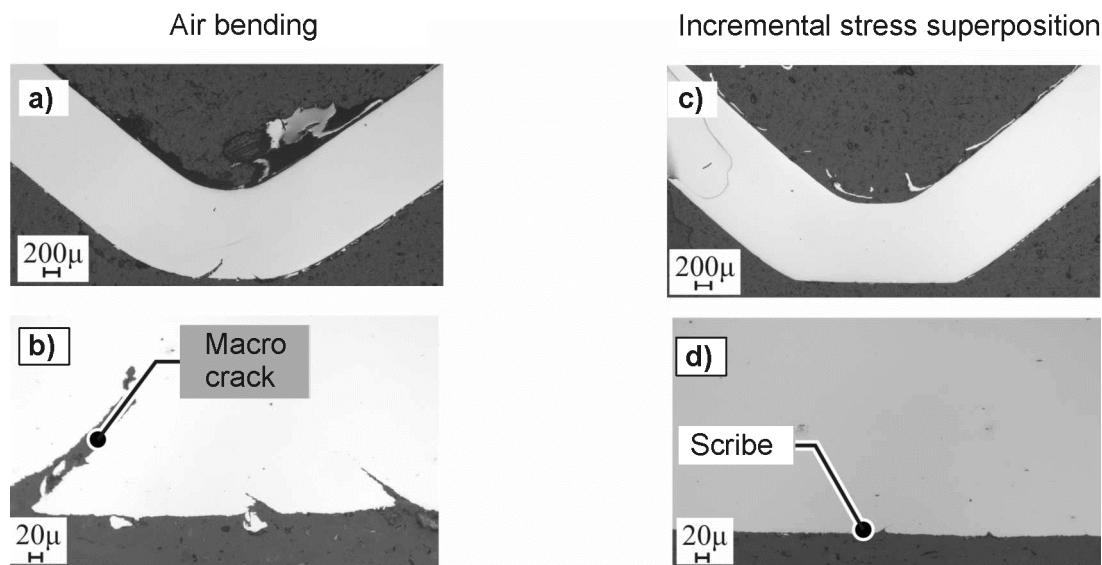 Air bending
Incremental stress superposition
a)
200μ
c)
200μ
b)
Macro
crack
20μ
d)
Scribe
20μ